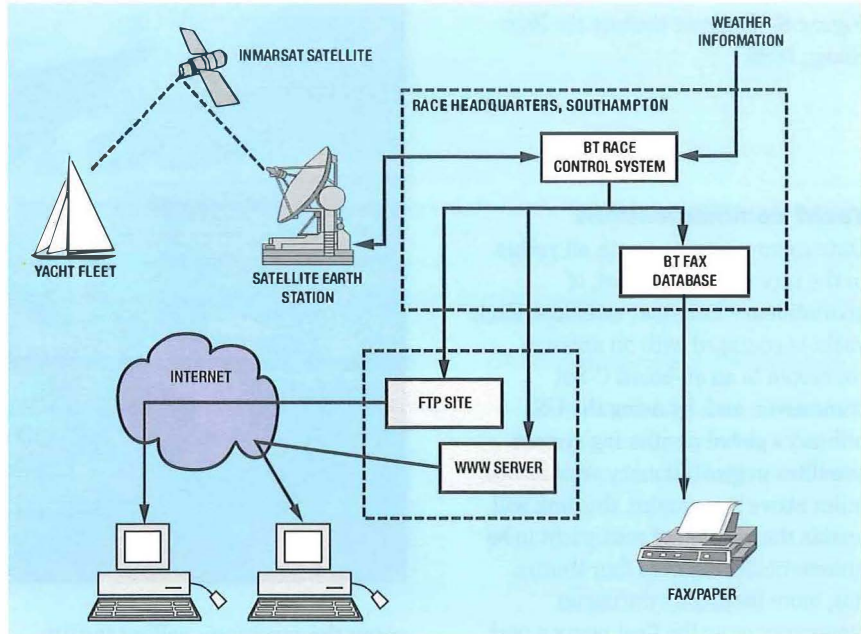 WEATHER
INFORMATION
INMARSAT SATELLITE
RACE HEADQUARTERS, SOUTHAMPTON
BT RACE
CONTROL SYSTEM
YACHT FLEET
SATELLITE EARTH
STATION
BT FAX
DATABASE
INTERNET
FTP SITE
WWW SERVER
FAX/PAPER